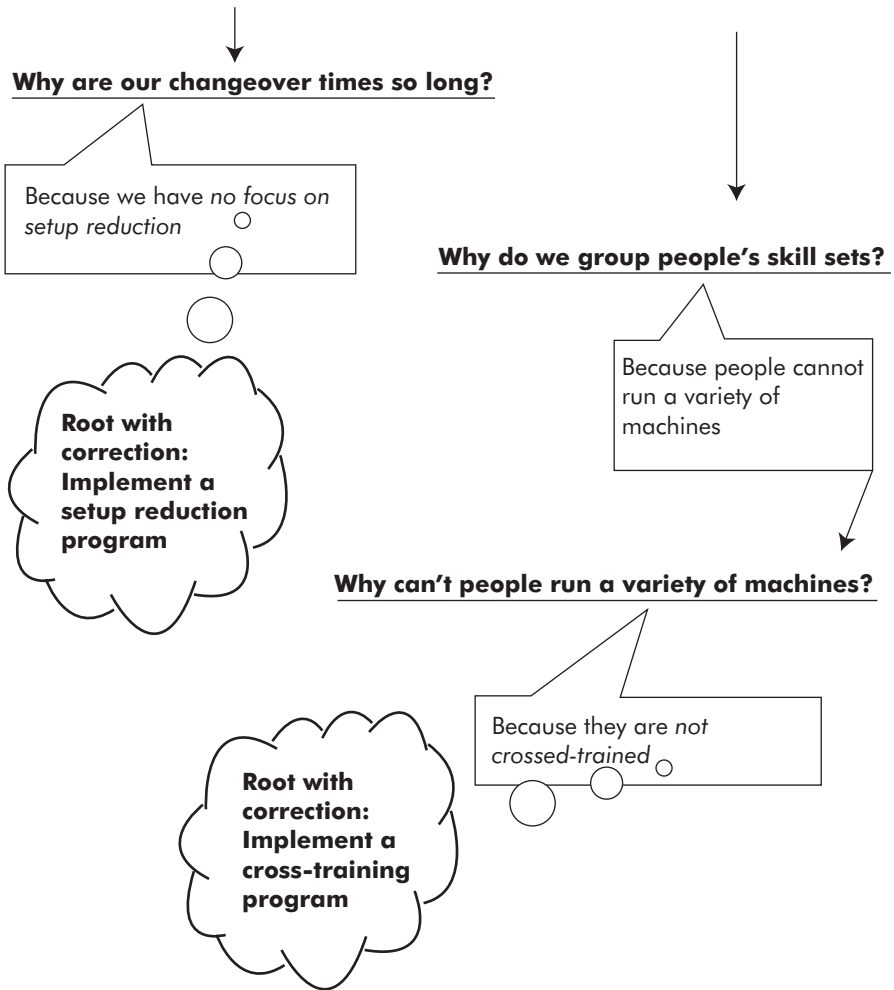 Why are our changeover times so long?
Because we have no focus on
setup reduction
Root with
correction:
Implement a
setup reduction
program
Why do we group people's skill sets?
Because people cannot
run a variety of
machines
Why can't people run a variety of machines?
Because they are not
crossed-trained
Root with
correction:
Implement a
cross-training
program